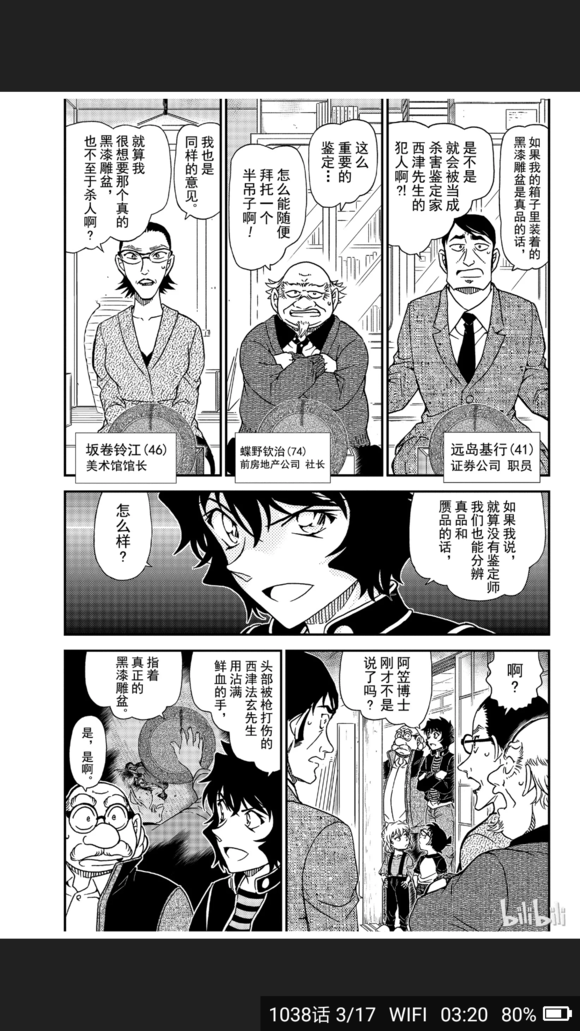 如果我的箱子里装着的
黑漆雕盆是真品的话，
是不是
就会被当成
杀害鉴定家
西津先生的
犯人啊?!
远岛基行(41)
证券公司 职员
这么
重要的
鉴定…
怎么能随便
拜托一个
半吊子啊！
蝶野钦治(74)
前房地产公司 社长
我也是
同样的意见。
就算我
很想要那个真的
黑漆雕盆，
也不至于杀人啊？
坂卷铃江(46)
美术馆馆长
如果我说，
就算没有鉴定师
我们也能分辨
真品和
赝品的话，
怎么样？
啊？
阿笠博士
刚才不是
说了吗？
头部被枪打伤的
西津法玄先生
用沾满
鲜血的手，
指着
真正的
黑漆雕盆。
是，是啊。
bilibili
1038话 3/17 WIFI 03:20 80%